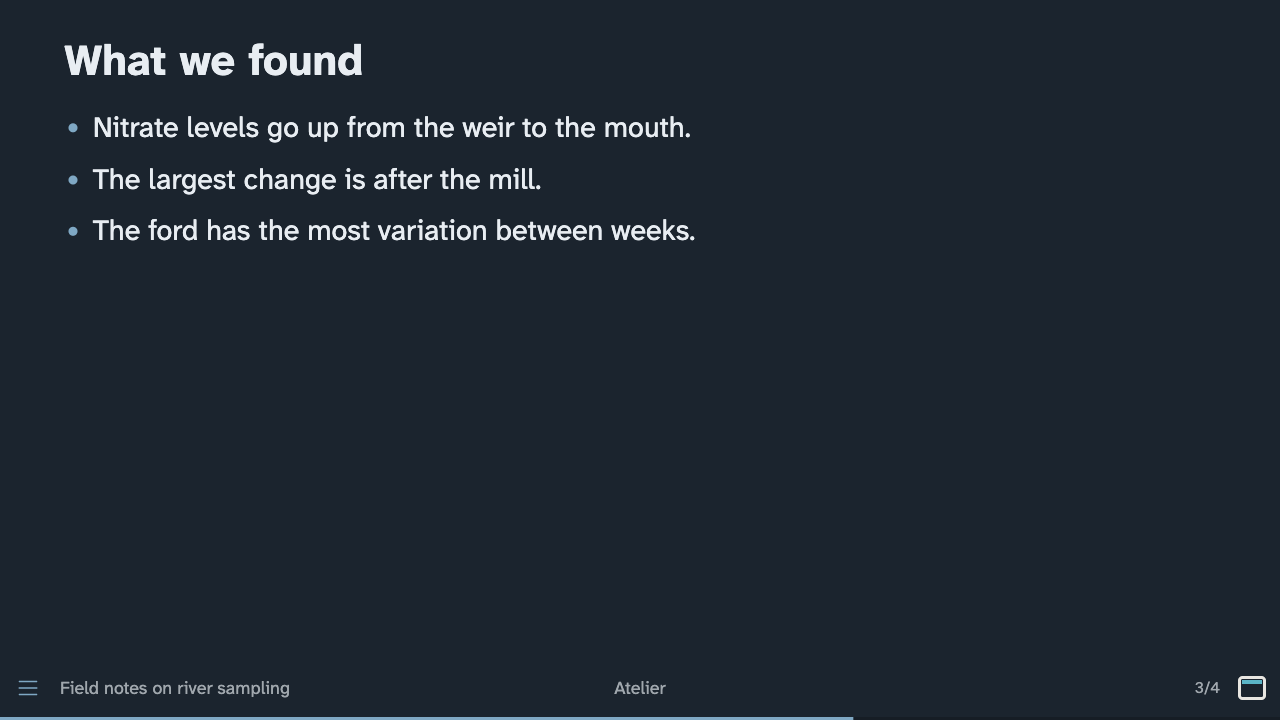 What we found
Nitrate levels go up from the weir to the mouth.
The largest change is after the mill.
The ford has the most variation between weeks.
Field notes on river sampling
Atelier
3/4